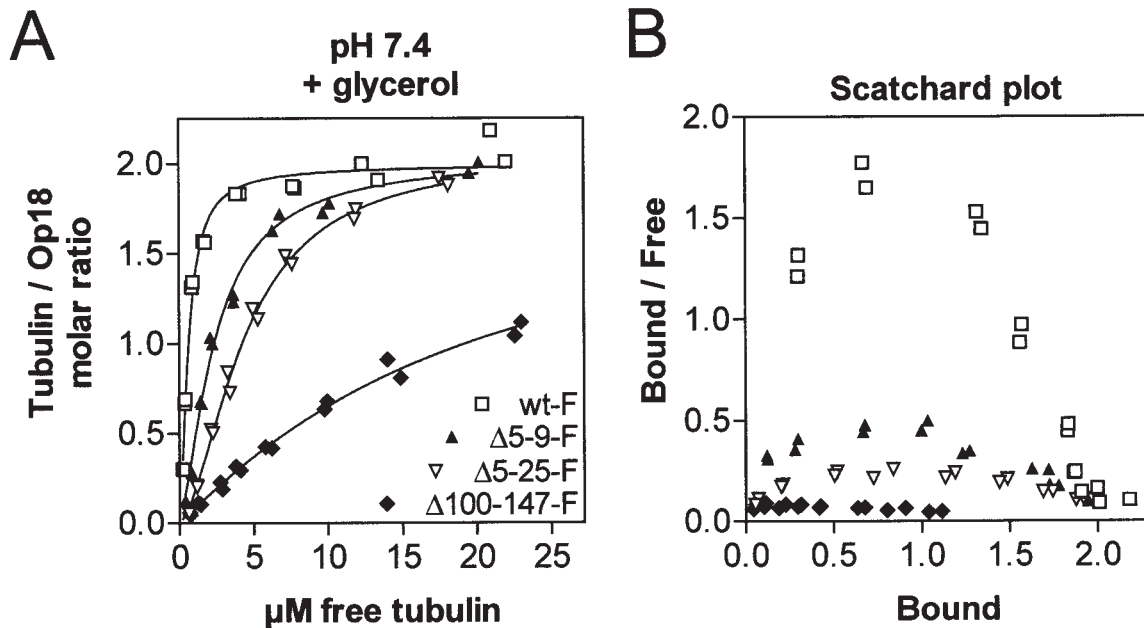 A
pH 7.4
+ glycerol
Tubulin / Op18
molar ratio
2.0
1.5
1.0
0.5
0.0
0 5 10 15 20 25
µM free tubulin
wt-F
Δ5-9-F
Δ5-25-F
Δ100-147-F
B
Scatchard plot
Bound / Free
2.0
1.5
1.0
0.5
0.0
0.0 0.5 1.0 1.5 2.0
Bound